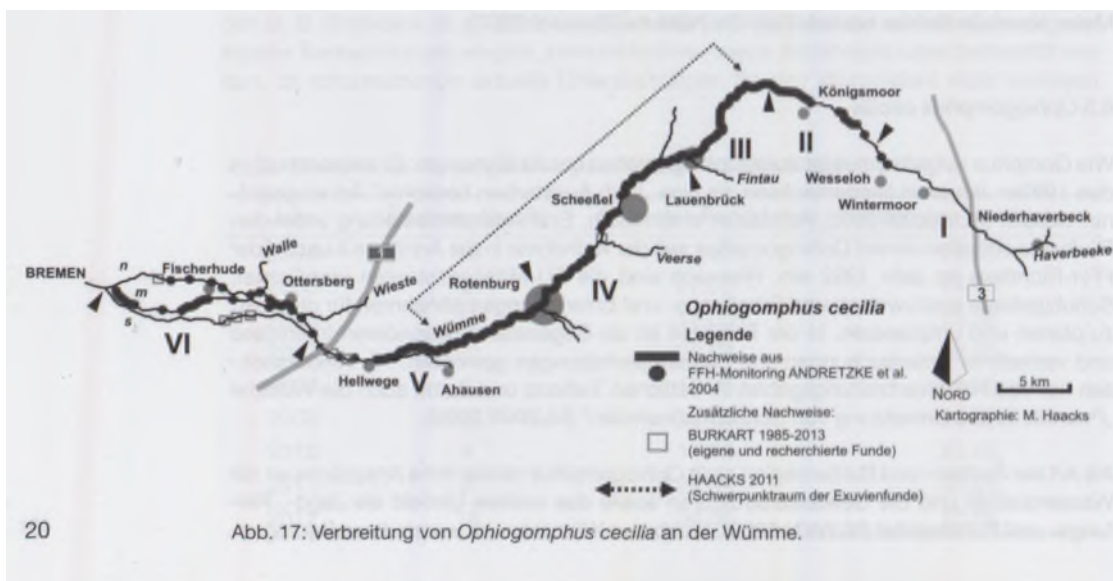 Königsmoor
III
II
Fintau
Wesseloh
Scheeßel
Lauenbrück
Wintermoor
Niederhaverbeck
I
Haverbeeke
Walle
Veerse
n
Fischerhude
BREMEN
Wieste
Rotenburg
IV
Ottersberg
m
s
VI
Wümme
3
Hellwege
V
Ahausen
Ophiogomphus cecilia
Legende
Nachweise aus
FFH-Monitoring ANDRETZKE et al.
2004
Zusätzliche Nachweise:
BURKART 1985-2013
(eigene und recherchierte Funde)
HAACKS 2011
(Schwerpunktraum der Exuvienfunde)
NORD
5 km
Kartographie: M. Haacks
20
Abb. 17: Verbreitung von Ophiogomphus cecilia an der Wümme.